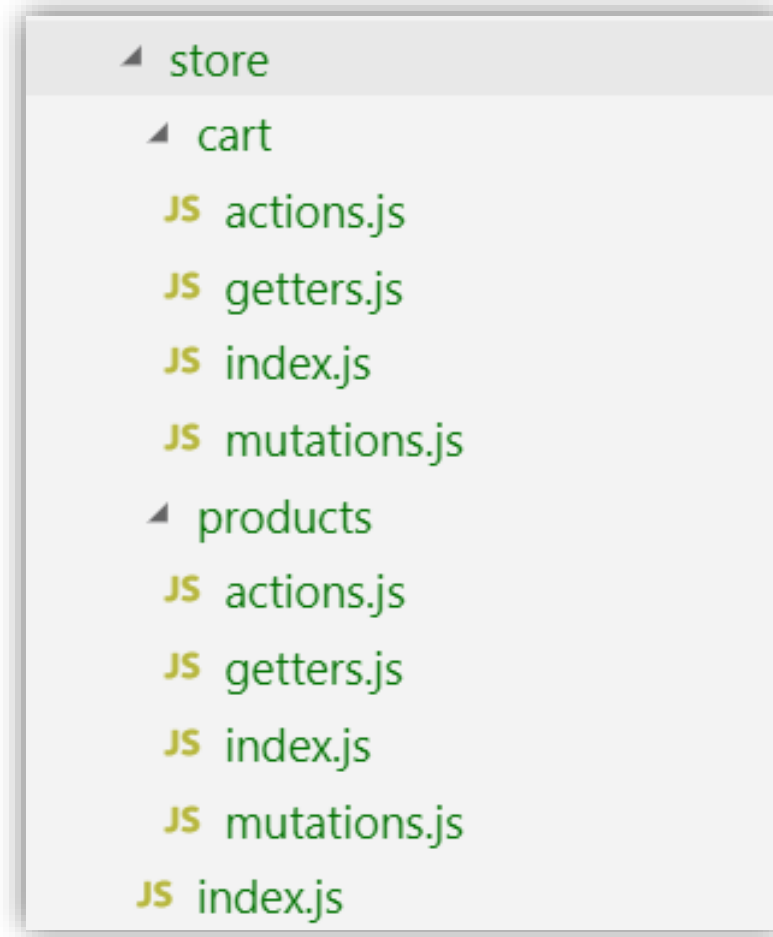 store
cart
JS actions.js
JS getters.js
JS index.js
JS mutations.js
products
JS actions.js
JS getters.js
JS index.js
JS mutations.js
JS index.js